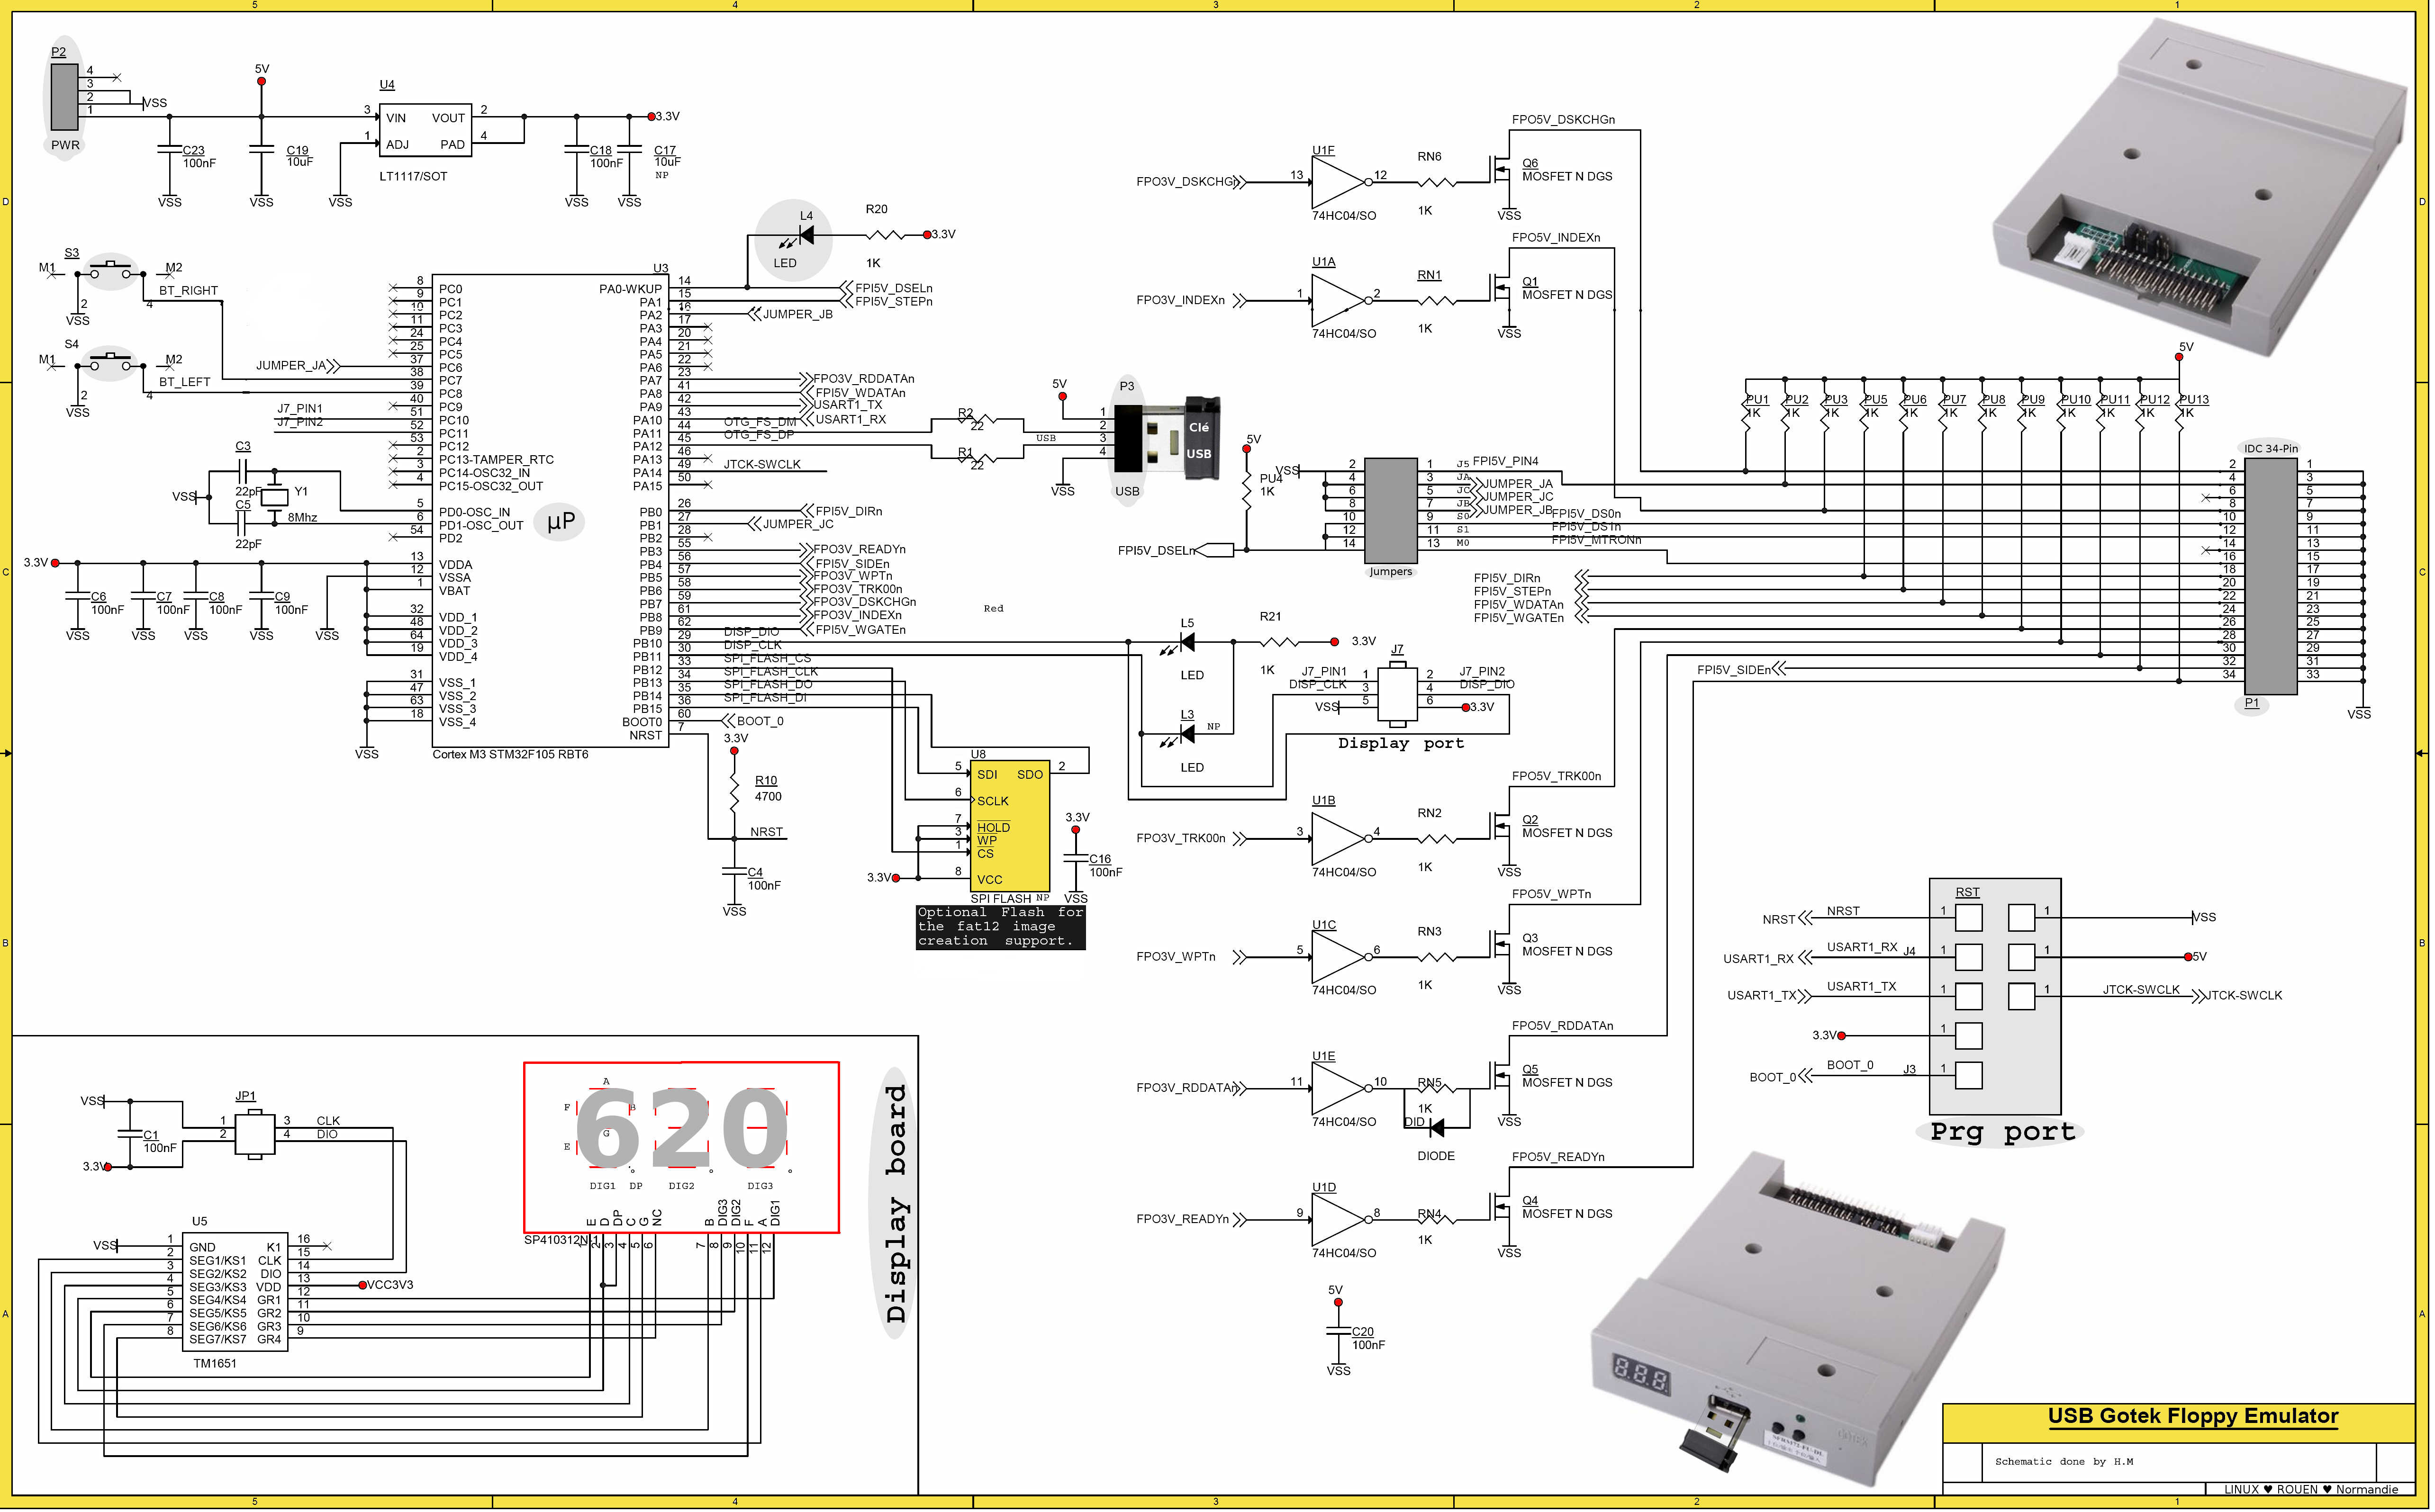 5 4 3 2 1
P2
4
3
2
1
VSS
PWR
5V
C23
100nF
VSS
C19
10uF
VSS
U4
3 VIN VOUT 2
1 ADJ PAD 4
LT1117/SOT
VSS
C18
100nF
VSS
C17
10uF
NP
VSS
3.3V
S3
M1 M2
BT_RIGHT
2 4
VSS
S4
M1 M2
BT_LEFT
2 4
VSS
JUMPER_JA
J7_PIN1
J7_PIN2
C3
22pF
C5
22pF
VSS
Y1
8Mhz
3.3V
C6
100nF
VSS
C7
100nF
VSS
C8
100nF
VSS
C9
100nF
VSS
VSS
VSS
U3
8 PC0
9 PC1
10 PC2
11 PC3
24 PC4
25 PC5
37 PC6
38 PC7
39 PC8
40 PC9
51 PC10
52 PC11
53 PC12
2 PC13-TAMPER_RTC
3 PC14-OSC32_IN
4 PC15-OSC32_OUT
5 PD0-OSC_IN
6 PD1-OSC_OUT
54 PD2
13 VDDA
12 VSSA
1 VBAT
32 VDD_1
48 VDD_2
64 VDD_3
19 VDD_4
31 VSS_1
47 VSS_2
63 VSS_3
18 VSS_4
µP
PA0-WKUP 14 FPI5V_DSELn
PA1 15 FPI5V_STEPn
PA2 16 JUMPER_JB
PA3 17
PA4 20
PA5 21
PA6 22
PA7 23 FPO3V_RDDATAn
PA8 41 FPI5V_WDATAn
PA9 42 USART1_TX
PA10 43 USART1_RX
PA11 44 OTG_FS_DM
PA12 45 OTG_FS_DP
PA13 46
PA14 49 JTCK-SWCLK
PA15 50
PB0 26 FPI5V_DIRn
PB1 27 JUMPER_JC
PB2 28
PB3 55 FPO3V_READYn
PB4 56 FPI5V_SIDEn
PB5 57 FPO3V_WPTn
PB6 58 FPO3V_TRK00n
PB7 59 FPO3V_DSKCHGn
PB8 61 FPO3V_INDEXn
PB9 62 FPI5V_WGATEn
PB10 29 DISP_DIO
PB11 30 DISP_CLK
PB12 33 SPI_FLASH_CS
PB13 34 SPI_FLASH_CLK
PB14 35 SPI_FLASH_DO
PB15 36 SPI_FLASH_DI
BOOT0 60 BOOT_0
NRST 7
Cortex M3 STM32F105 RBT6
L4
LED
R20
1K
3.3V
R2
22
R1
22
USB
5V
P3
1
2
3
4
VSS
USB
Clé
USB
3.3V
R10
4700
NRST
C4
100nF
VSS
U8
5 SDI SDO 2
6 SCLK
7 HOLD
3 WP
1 CS
3.3V 8 VCC
SPI FLASH NP
3.3V
C16
100nF
VSS
Optional Flash for
the fat12 image
creation support.
Red
L5
LED
R21
1K
3.3V
L3
NP
LED
J7
J7_PIN1 1 2 J7_PIN2
DISP_CLK 3 4 DISP_DIO
VSS 5 6 3.3V
Display port
FPO3V_DSKCHGn
U1F
13 12
74HC04/SO
RN6
1K
Q6
MOSFET N DGS
VSS
FPO5V_DSKCHGn
FPO3V_INDEXn
U1A
1 2
74HC04/SO
RN1
1K
Q1
MOSFET N DGS
VSS
FPO5V_INDEXn
5V
PU4
1K
FPI5V_DSELn
VSS
2 1 J5 FPI5V_PIN4
4 3 JA JUMPER_JA
6 5 JC JUMPER_JC
8 7 JB JUMPER_JB
10 9 S0 FPI5V_DS0n
12 11 S1 FPI5V_DS1n
14 13 M0 FPI5V_MTRONn
Jumpers
FPI5V_DIRn
FPI5V_STEPn
FPI5V_WDATAn
FPI5V_WGATEn
FPI5V_SIDEn
5V
PU1 PU2 PU3 PU5 PU6 PU7 PU8 PU9 PU10 PU11 PU12 PU13
1K 1K 1K 1K 1K 1K 1K 1K 1K 1K 1K 1K
IDC 34-Pin
2 1
4 3
6 5
8 7
10 9
12 11
14 13
16 15
18 17
20 19
22 21
24 23
26 25
28 27
30 29
32 31
34 33
P1
VSS
FPO3V_TRK00n
U1B
3 4
74HC04/SO
RN2
1K
Q2
MOSFET N DGS
VSS
FPO5V_TRK00n
FPO3V_WPTn
U1C
5 6
74HC04/SO
RN3
1K
Q3
MOSFET N DGS
VSS
FPO5V_WPTn
FPO3V_RDDATAn
U1E
11 10
74HC04/SO
RN5
1K
DID
DIODE
Q5
MOSFET N DGS
VSS
FPO5V_RDDATAn
FPO3V_READYn
U1D
9 8
74HC04/SO
RN4
1K
Q4
MOSFET N DGS
VSS
FPO5V_READYn
5V
C20
100nF
VSS
RST
NRST NRST 1 1 VSS
USART1_RX USART1_RX J4 1 1 5V
USART1_TX USART1_TX 1 1 JTCK-SWCLK JTCK-SWCLK
3.3V 1
BOOT_0 BOOT_0 J3 1
Prg port
VSS
C1
100nF
3.3V
JP1
1 3 CLK
2 4 DIO
U5
VSS 1 GND K1 16
2 SEG1/KS1 CLK 15
3 SEG2/KS2 DIO 14
4 SEG3/KS3 VDD 13 VCC3V3
5 SEG4/KS4 GR1 12
6 SEG5/KS5 GR2 11
7 SEG6/KS6 GR3 10
8 SEG7/KS7 GR4 9
TM1651
A
F B
G
E
620
DIG1 DP DIG2 DIG3
E D DP C G NC B DIG3 DIG2 F A DIG1
1 2 3 4 5 6 7 8 9 10 11 12
Display board
USB Gotek Floppy Emulator
Schematic done by H.M
LINUX ♥ ROUEN ♥ Normandie
D C B A
D C B A
5 4 3 2 1